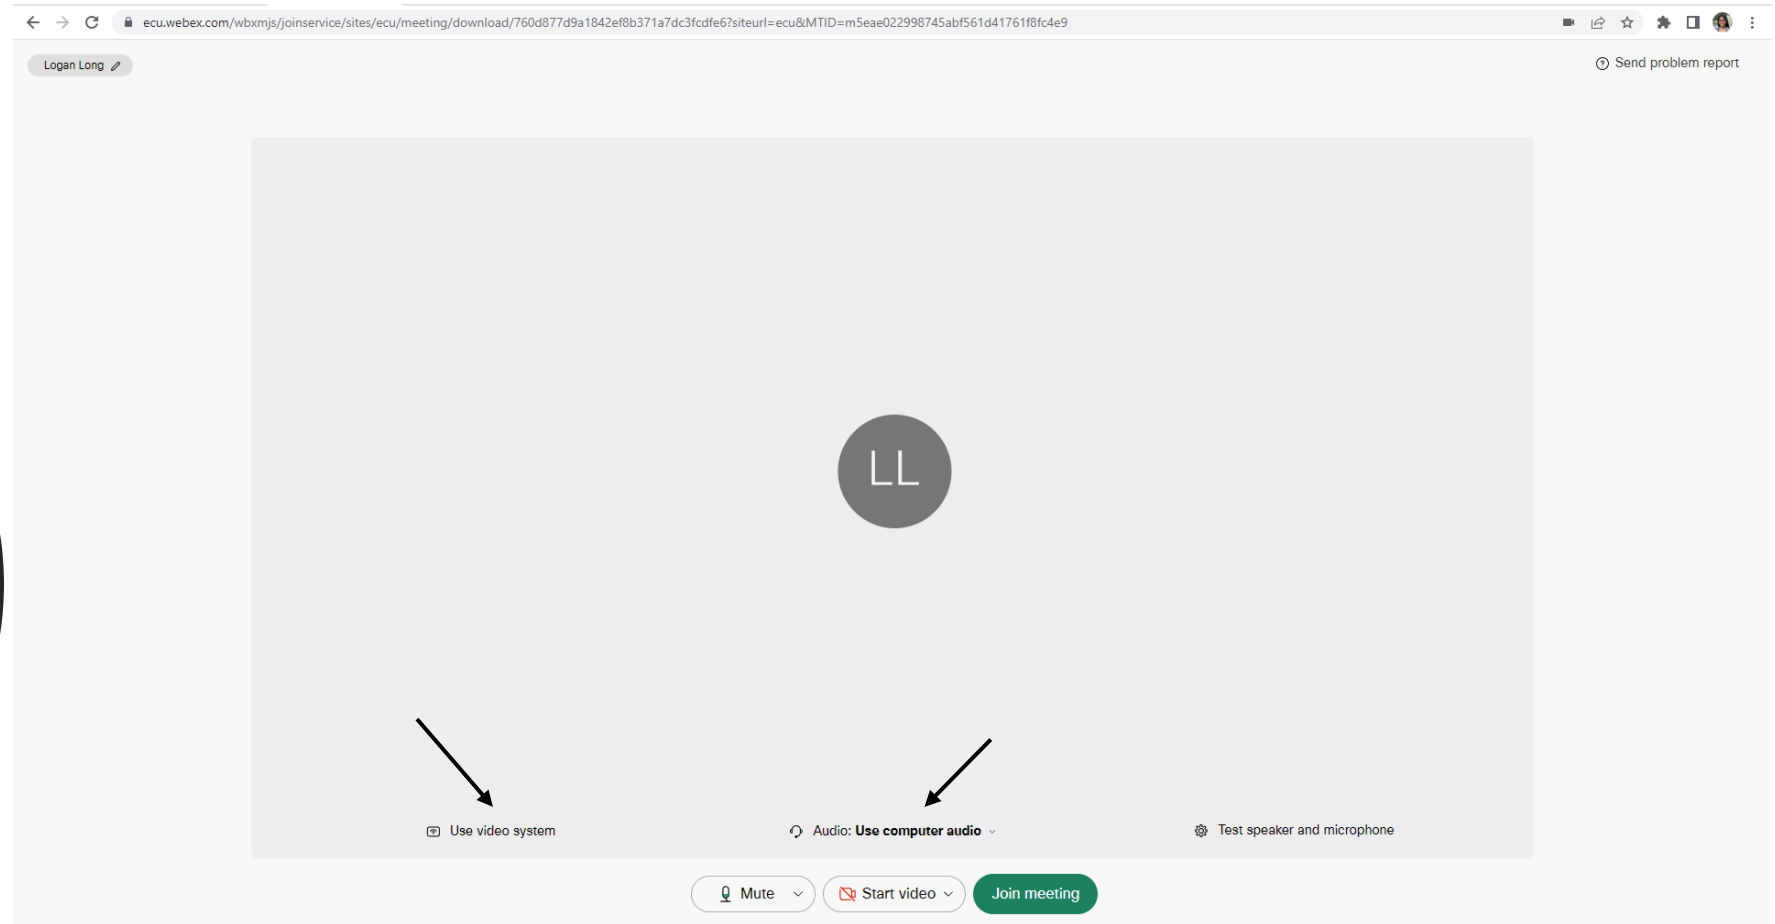 ecu.webex.com/wbxmjs/joinservice/sites/ecu/meeting/download/760d877d9a1842ef8b371a7dc3fcdfe6?siteurl=ecu&MTID=m5eae022998745abf561d41761f8fc4e9
Logan Long
Send problem report
LL
Use video system
Audio: Use computer audio
Test speaker and microphone
Mute
Start video
Join meeting